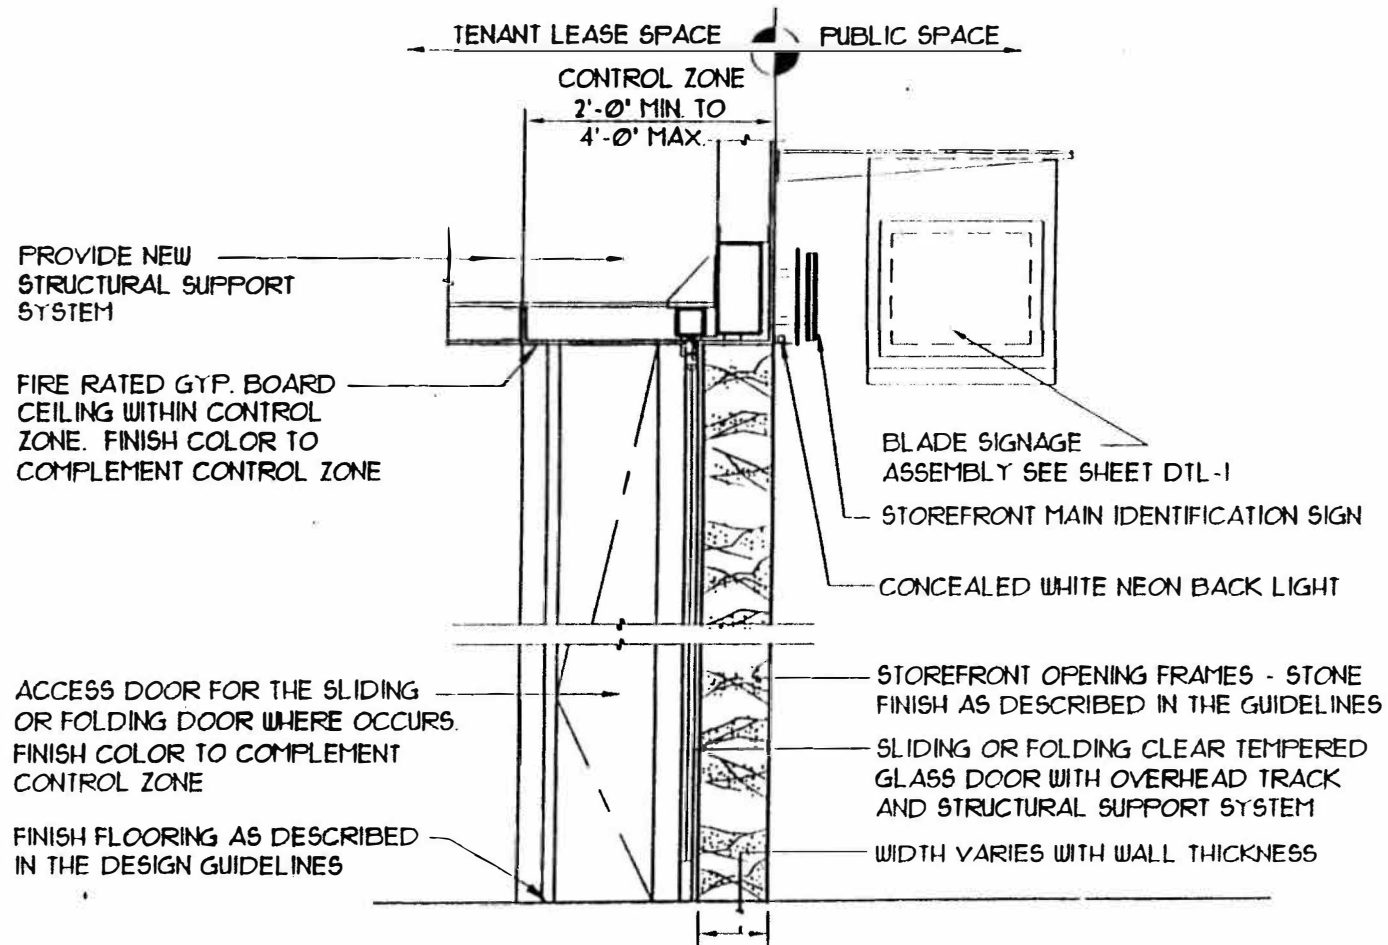 TENANT LEASE SPACE
PUBLIC SPACE
CONTROL ZONE
2'-0" MIN. TO
4'-0" MAX.
PROVIDE NEW
STRUCTURAL SUPPORT
SYSTEM
FIRE RATED GYP. BOARD
CEILING WITHIN CONTROL
ZONE. FINISH COLOR TO
COMPLEMENT CONTROL ZONE
BLADE SIGNAGE
ASSEMBLY SEE SHEET DTL-1
STOREFRONT MAIN IDENTIFICATION SIGN
CONCEALED WHITE NEON BACK LIGHT
ACCESS DOOR FOR THE SLIDING
OR FOLDING DOOR WHERE OCCURS.
FINISH COLOR TO COMPLEMENT
CONTROL ZONE
FINISH FLOORING AS DESCRIBED
IN THE DESIGN GUIDELINES
STOREFRONT OPENING FRAMES - STONE
FINISH AS DESCRIBED IN THE GUIDELINES
SLIDING OR FOLDING CLEAR TEMPERED
GLASS DOOR WITH OVERHEAD TRACK
AND STRUCTURAL SUPPORT SYSTEM
WIDTH VARIES WITH WALL THICKNESS